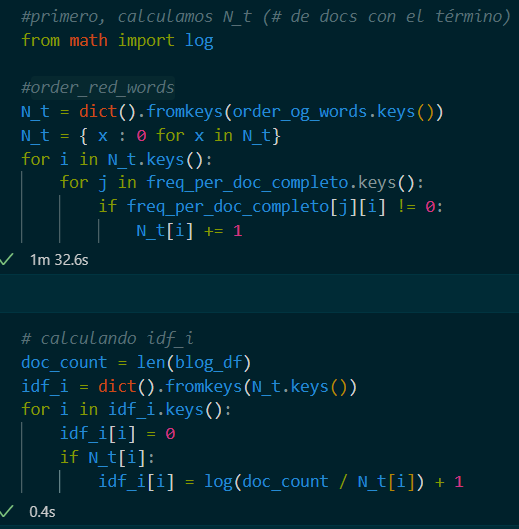 #primero, calculamos N_t (# de docs con el término)
from math import log
#order_red_words
N_t = dict().fromkeys(order_og_words.keys())
N_t = { x : 0 for x in N_t}
for i in N_t.keys():
    for j in freq_per_doc_completo.keys():
        if freq_per_doc_completo[j][i] != 0:
            N_t[i] += 1
✓ 1m 32.6s
# calculando idf_i
doc_count = len(blog_df)
idf_i = dict().fromkeys(N_t.keys())
for i in idf_i.keys():
    idf_i[i] = 0
    if N_t[i]:
        idf_i[i] = log(doc_count / N_t[i]) + 1
✓ 0.4s